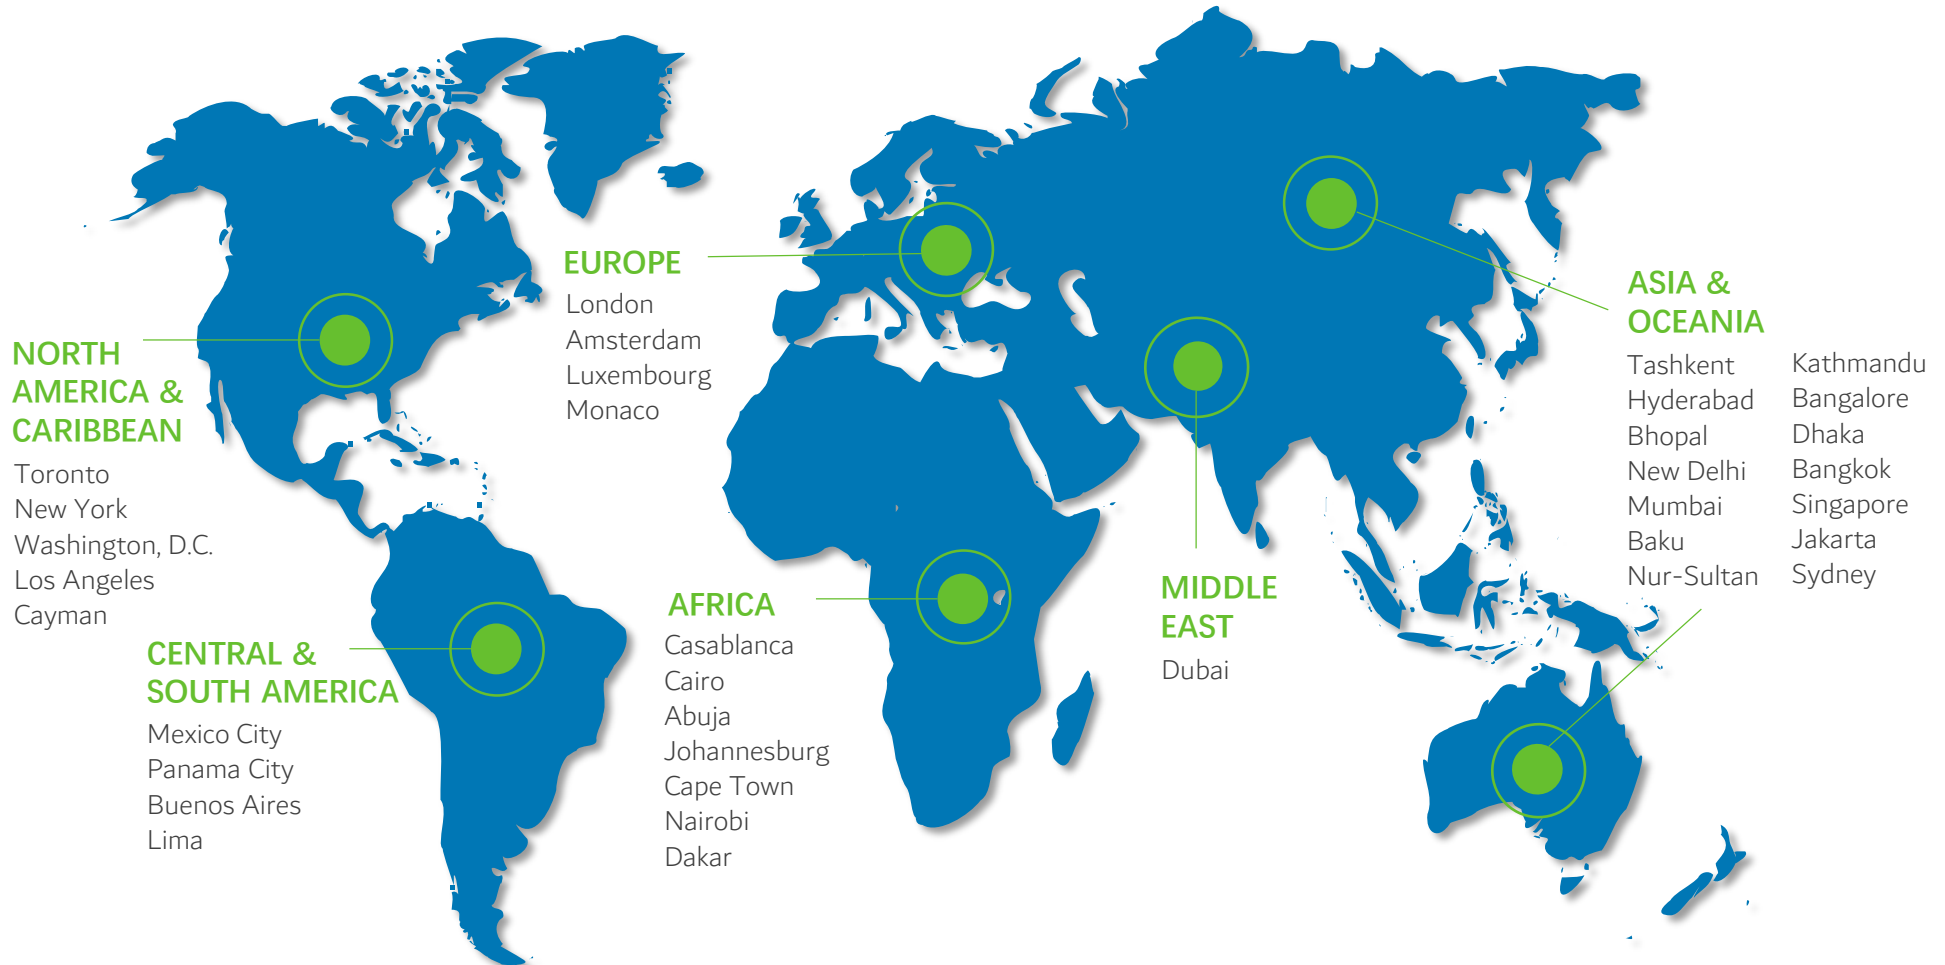 NORTH
AMERICA &
CARIBBEAN
Toronto
New York
Washington, D.C.
Los Angeles
Cayman
CENTRAL &
SOUTH AMERICA
Mexico City
Panama City
Buenos Aires
Lima
EUROPE
London
Amsterdam
Luxembourg
Monaco
AFRICA
Casablanca
Cairo
Abuja
Johannesburg
Cape Town
Nairobi
Dakar
MIDDLE
EAST
Dubai
ASIA &
OCEANIA
Tashkent
Hyderabad
Bhopal
New Delhi
Mumbai
Baku
Nur-Sultan
Kathmandu
Bangalore
Dhaka
Bangkok
Singapore
Jakarta
Sydney